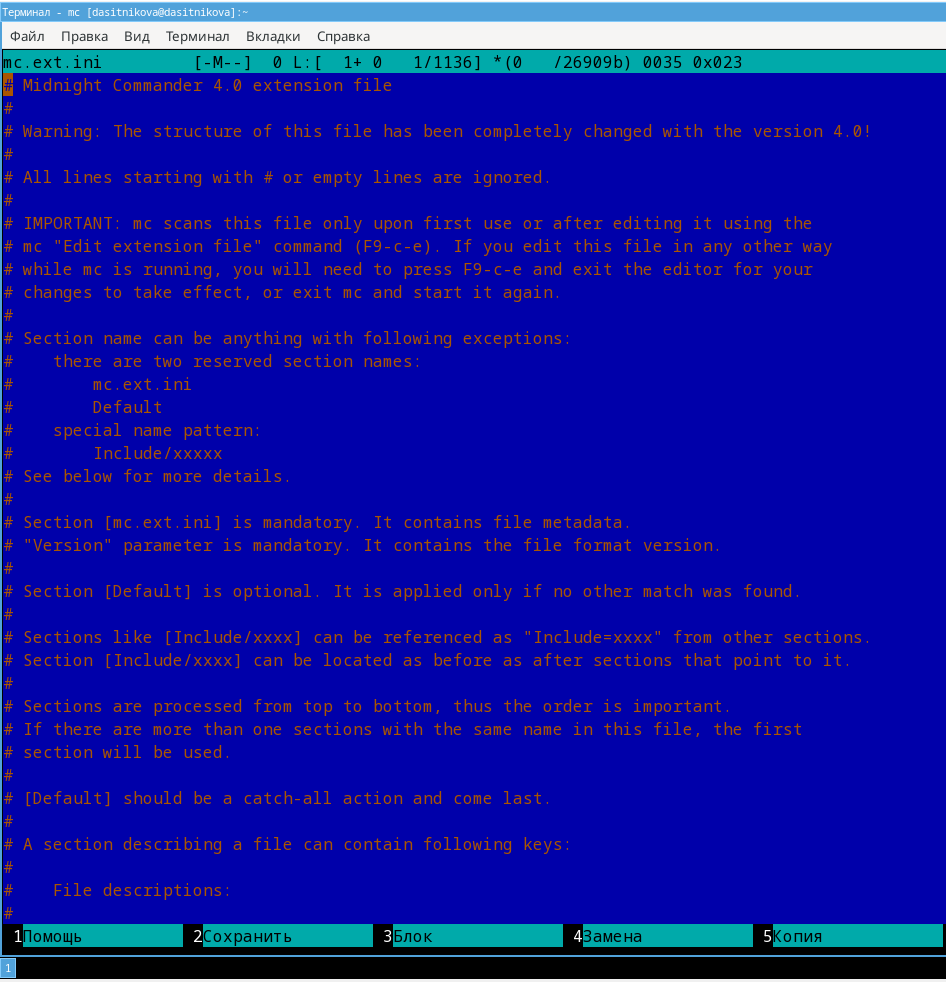 Терминал - mc [dasitnikova@dasitnikova]:~
Файл Правка Вид Терминал Вкладки Справка
mc.ext.ini [-M--] 0 L:[ 1+ 0 1/1136] *(0 /26909b) 0035 0x023
# Midnight Commander 4.0 extension file
#
# Warning: The structure of this file has been completely changed with the version 4.0!
#
# All lines starting with # or empty lines are ignored.
#
# IMPORTANT: mc scans this file only upon first use or after editing it using the
# mc "Edit extension file" command (F9-c-e). If you edit this file in any other way
# while mc is running, you will need to press F9-c-e and exit the editor for your
# changes to take effect, or exit mc and start it again.
#
# Section name can be anything with following exceptions:
#    there are two reserved section names:
#        mc.ext.ini
#        Default
#    special name pattern:
#        Include/xxxxx
# See below for more details.
#
# Section [mc.ext.ini] is mandatory. It contains file metadata.
# "Version" parameter is mandatory. It contains the file format version.
#
# Section [Default] is optional. It is applied only if no other match was found.
#
# Sections like [Include/xxxx] can be referenced as "Include=xxxx" from other sections.
# Section [Include/xxxx] can be located as before as after sections that point to it.
#
# Sections are processed from top to bottom, thus the order is important.
# If there are more than one sections with the same name in this file, the first
# section will be used.
#
# [Default] should be a catch-all action and come last.
#
# A section describing a file can contain following keys:
#
#    File descriptions:
#
1Помощь 2Сохранить 3Блок 4Замена 5Копия
1